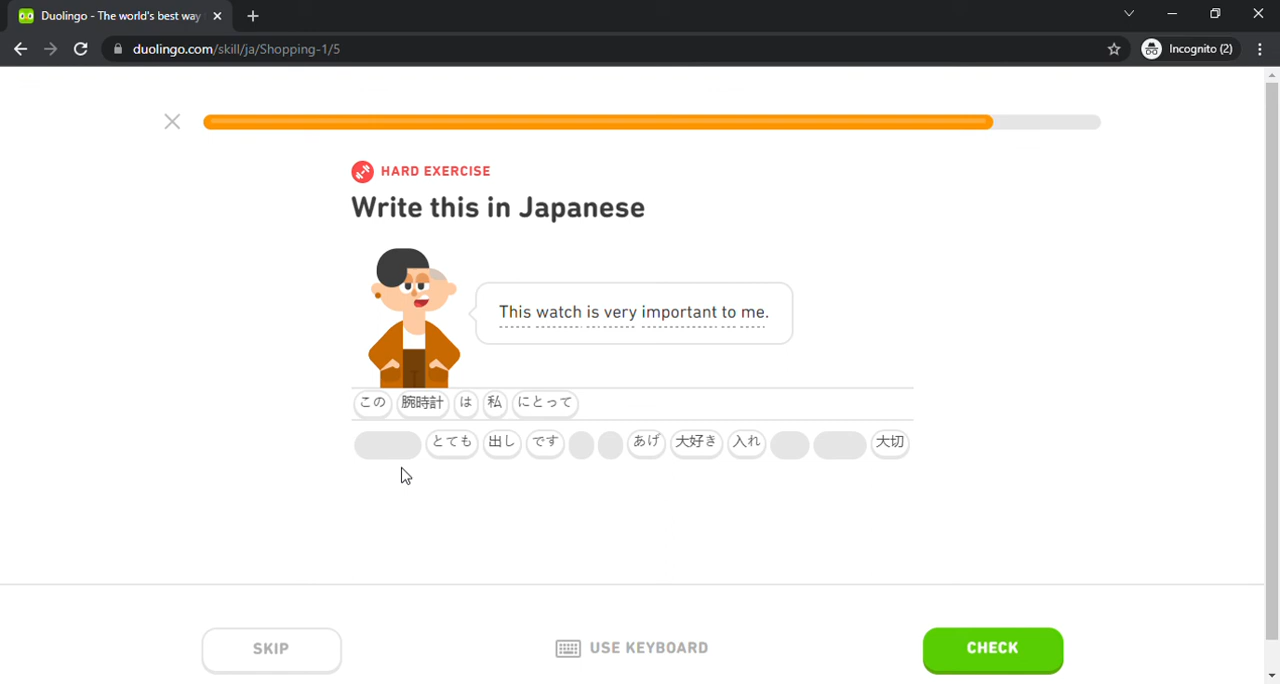 Duolingo - The world's best way
duolingo.com/skill/ja/Shopping-1/5
Incognito (2)
HARD EXERCISE
Write this in Japanese
This watch is very important to me.
この 腕時計 は 私 にとって
とても 出し です あげ 大好き 入れ 大切
SKIP
USE KEYBOARD
CHECK